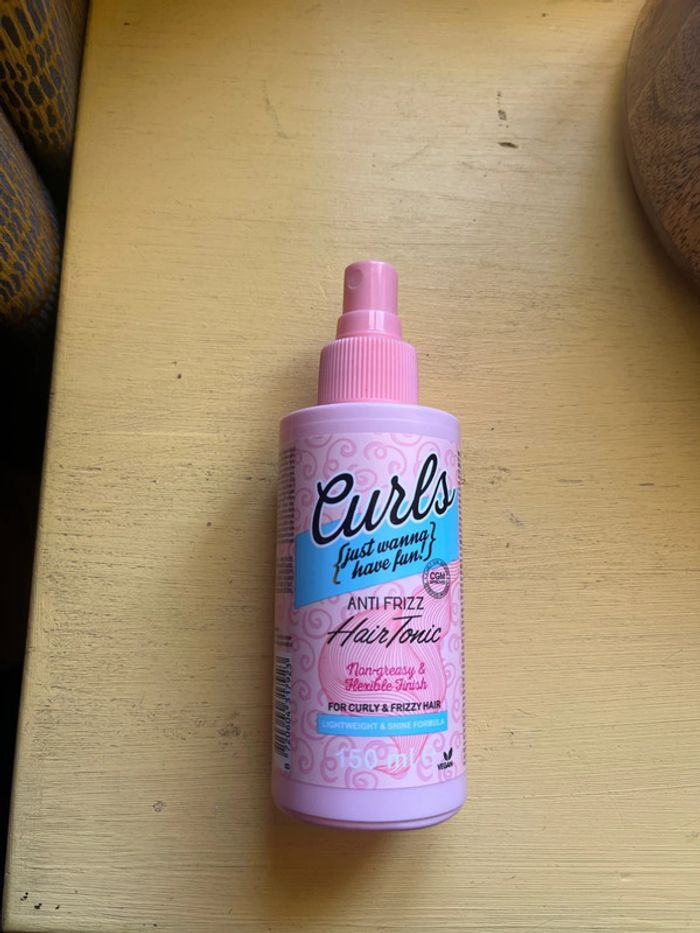 Curls
{just wanna
have fun!}
CGM
APPROVED
ANTI FRIZZ
Hair Tonic
Non-greasy &
Flexible Finish
FOR CURLY & FRIZZY HAIR
LIGHTWEIGHT & SHINE FORMULA
150 ml e
VEGAN